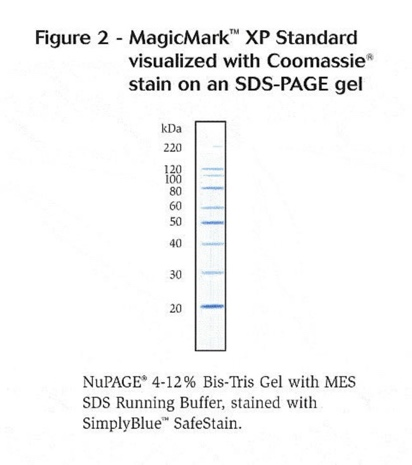 Figure 2 - MagicMark™ XP Standard
visualized with Coomassie®
stain on an SDS-PAGE gel
kDa
220
120
100
80
60
50
40
30
20
NuPAGE® 4-12% Bis-Tris Gel with MES
SDS Running Buffer, stained with
SimplyBlue™ SafeStain.